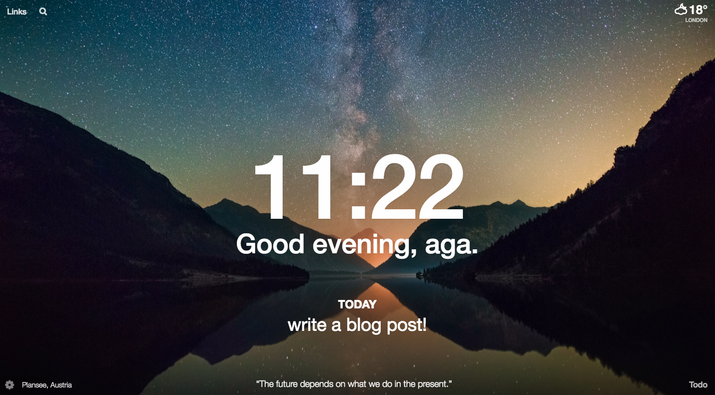 Links
18°
LONDON
11:22
Good evening, aga.
TODAY
write a blog post!
Plansee, Austria
“The future depends on what we do in the present.”
Todo